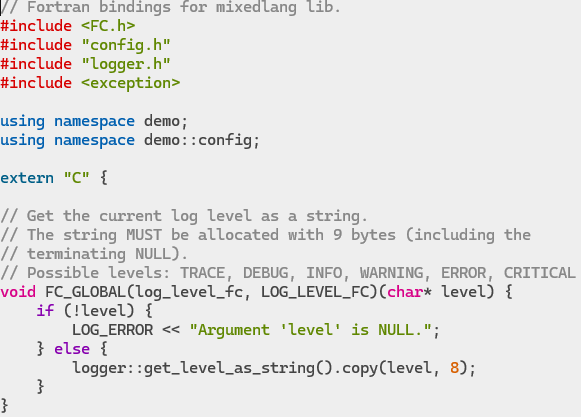 // Fortran bindings for mixedlang lib.
#include <FC.h>
#include "config.h"
#include "logger.h"
#include <exception>

using namespace demo;
using namespace demo::config;

extern "C" {

// Get the current log level as a string.
// The string MUST be allocated with 9 bytes (including the
// terminating NULL).
// Possible levels: TRACE, DEBUG, INFO, WARNING, ERROR, CRITICAL
void FC_GLOBAL(log_level_fc, LOG_LEVEL_FC)(char* level) {
    if (!level) {
        LOG_ERROR << "Argument 'level' is NULL.";
    } else {
        logger::get_level_as_string().copy(level, 8);
    }
}